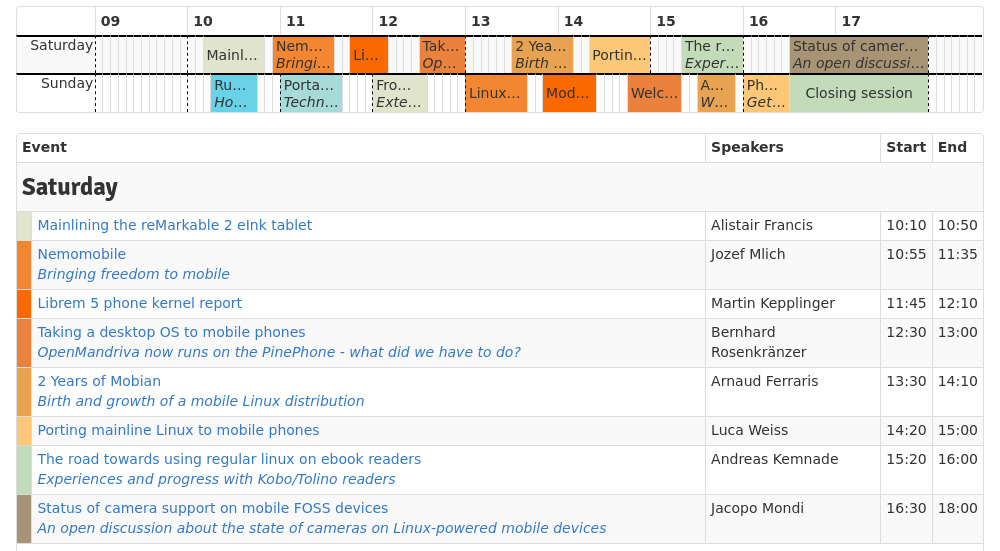 09 10 11 12 13 14 15 16 17
Saturday Mainl... Nem... Bringi... Li... Tak... Op... 2 Yea... Birth ... Portin... The r... Exper... Status of camer... An open discussi...
Sunday Ru... Ho... Porta... Techn... Fro... Exte... Linux... Mod... Welc... A... W... Ph... Get... Closing session
Event Speakers Start End
Saturday
Mainlining the reMarkable 2 eInk tablet Alistair Francis 10:10 10:50
Nemomobile Jozef Mlich 10:55 11:35
Bringing freedom to mobile
Librem 5 phone kernel report Martin Kepplinger 11:45 12:10
Taking a desktop OS to mobile phones Bernhard 12:30 13:00
OpenMandriva now runs on the PinePhone - what did we have to do? Rosenkränzer
2 Years of Mobian Arnaud Ferraris 13:30 14:10
Birth and growth of a mobile Linux distribution
Porting mainline Linux to mobile phones Luca Weiss 14:20 15:00
The road towards using regular linux on ebook readers Andreas Kemnade 15:20 16:00
Experiences and progress with Kobo/Tolino readers
Status of camera support on mobile FOSS devices Jacopo Mondi 16:30 18:00
An open discussion about the state of cameras on Linux-powered mobile devices